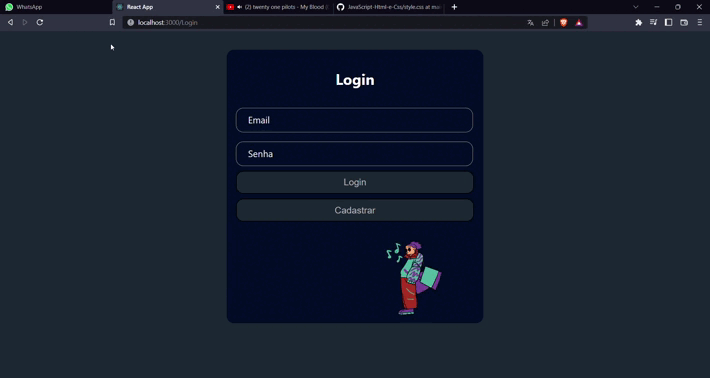 WhatsApp
React App
(2) twenty one pilots - My Blood
JavaScript-Html-e-Css/style.css at
localhost:3000/Login
Login
Email
Senha
Login
Cadastrar